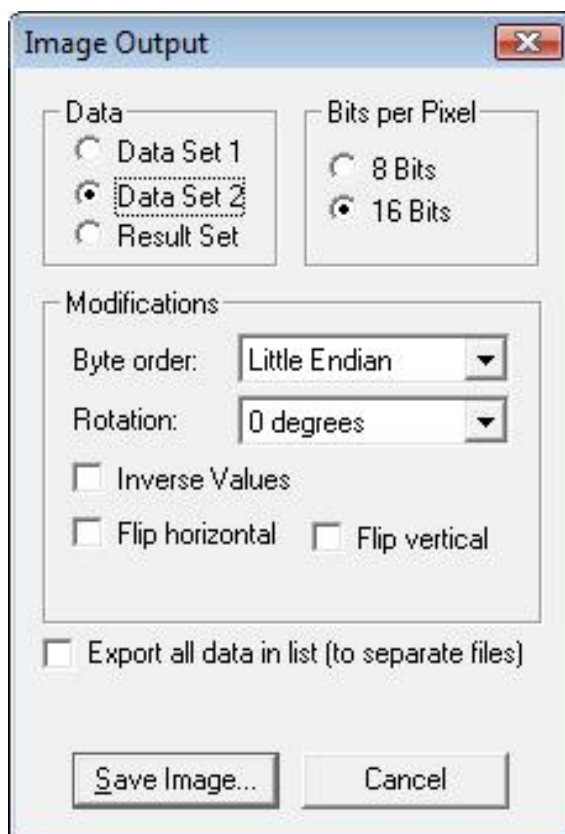 Image Output
Data
Data Set 1
Data Set 2
Result Set
Bits per Pixel
8 Bits
16 Bits
Modifications
Byte order: Little Endian
Rotation: 0 degrees
Inverse Values
Flip horizontal Flip vertical
Export all data in list (to separate files)
Save Image... Cancel